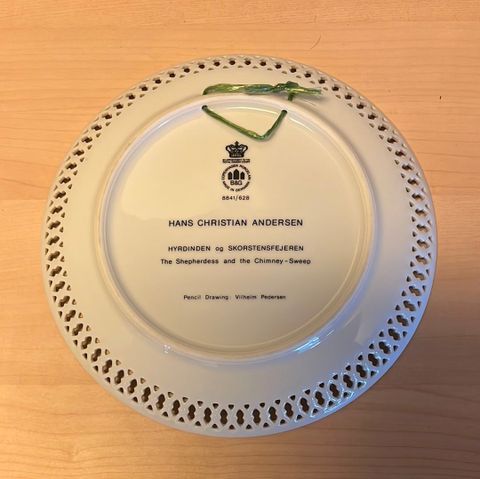 B&G
8841/628
HANS CHRISTIAN ANDERSEN
HYRDINDEN og SKORSTENSFEJEREN
The Shepherdess and the Chimney-Sweep
Pencil Drawing: Vilhelm Pedersen